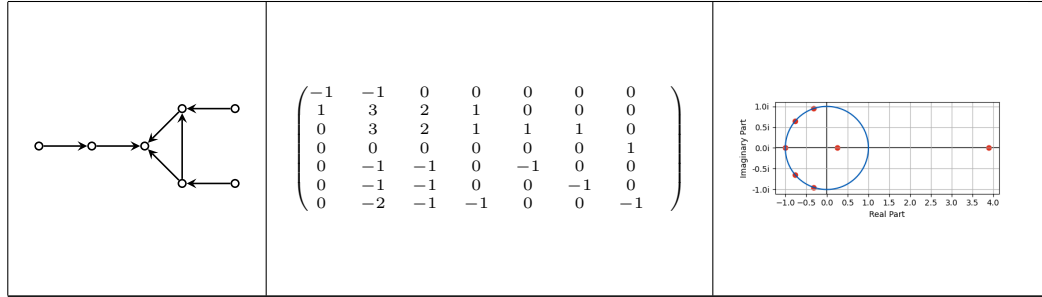 −1 −1 0 0 0 0 0
1 3 2 1 0 0 0
0 3 2 1 1 1 0
0 0 0 0 0 0 1
0 −1 −1 0 −1 0 0
0 −1 −1 0 0 −1 0
0 −2 −1 −1 0 0 −1
1.0i
0.5i
0.0i
-0.5i
-1.0i
Imaginary Part
−1.0 −0.5 0.0 0.5 1.0 1.5 2.0 2.5 3.0 3.5 4.0
Real Part